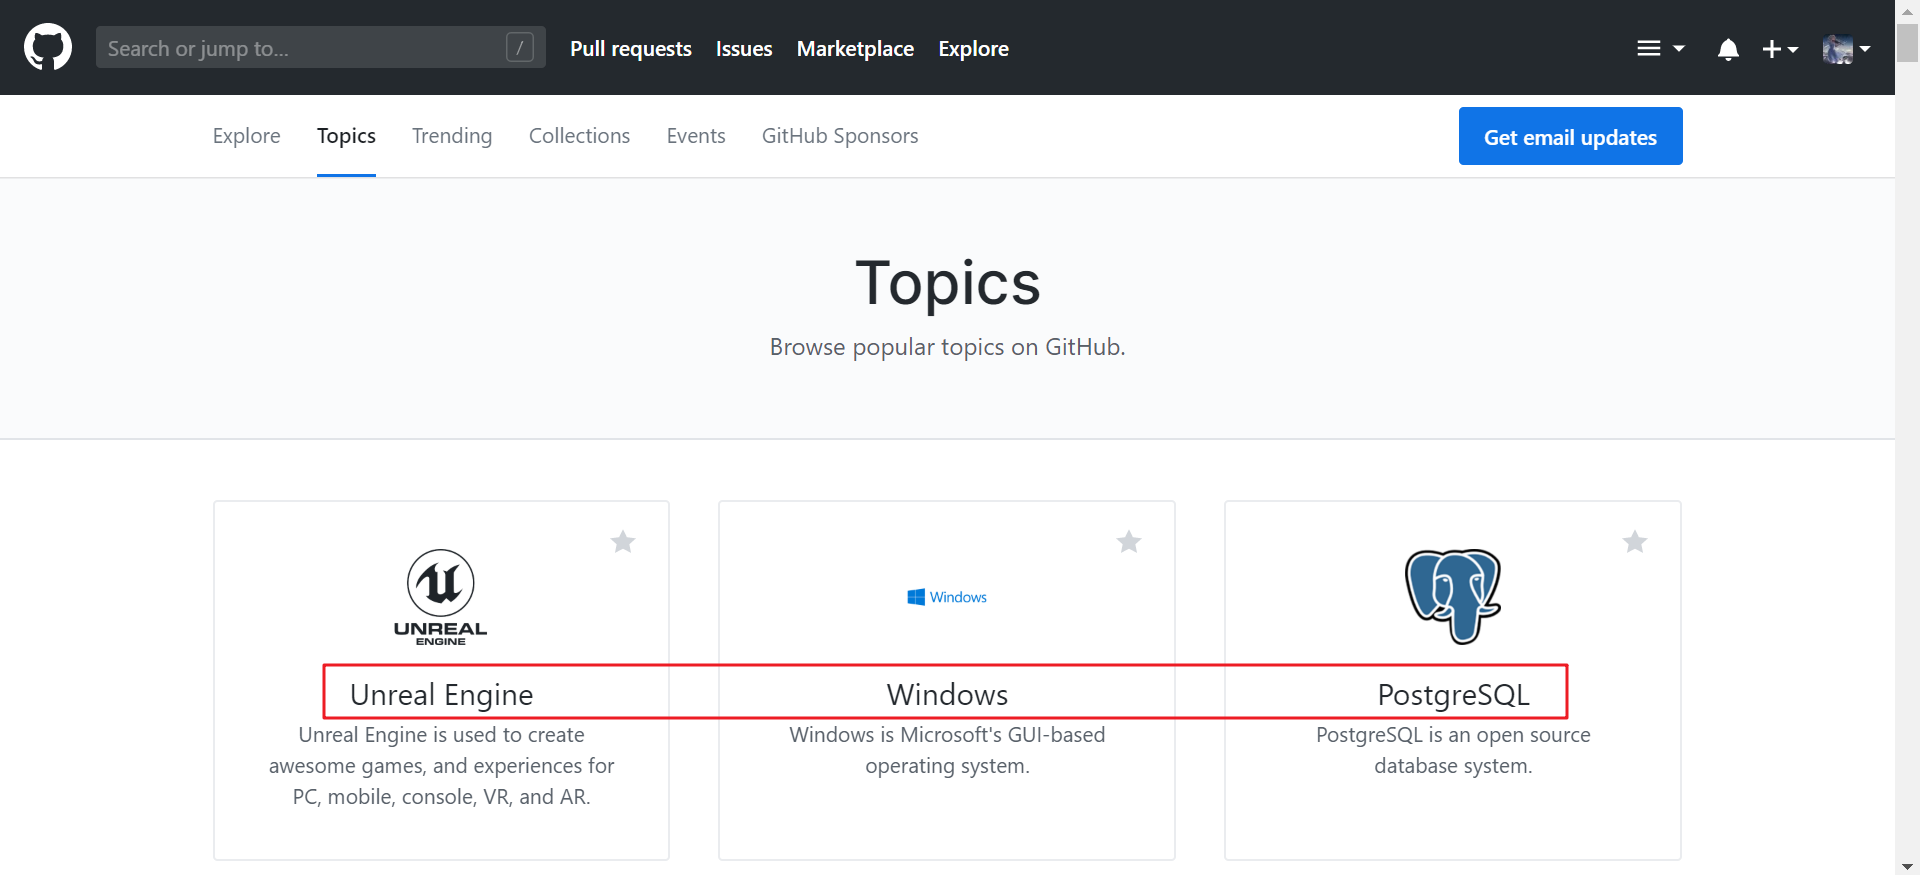 Search or jump to... /
Pull requests Issues Marketplace Explore
Explore Topics Trending Collections Events GitHub Sponsors
Get email updates
Topics
Browse popular topics on GitHub.
UNREAL
ENGINE
Unreal Engine
Unreal Engine is used to create
awesome games, and experiences for
PC, mobile, console, VR, and AR.
Windows
Windows
Windows is Microsoft's GUI-based
operating system.
PostgreSQL
PostgreSQL is an open source
database system.